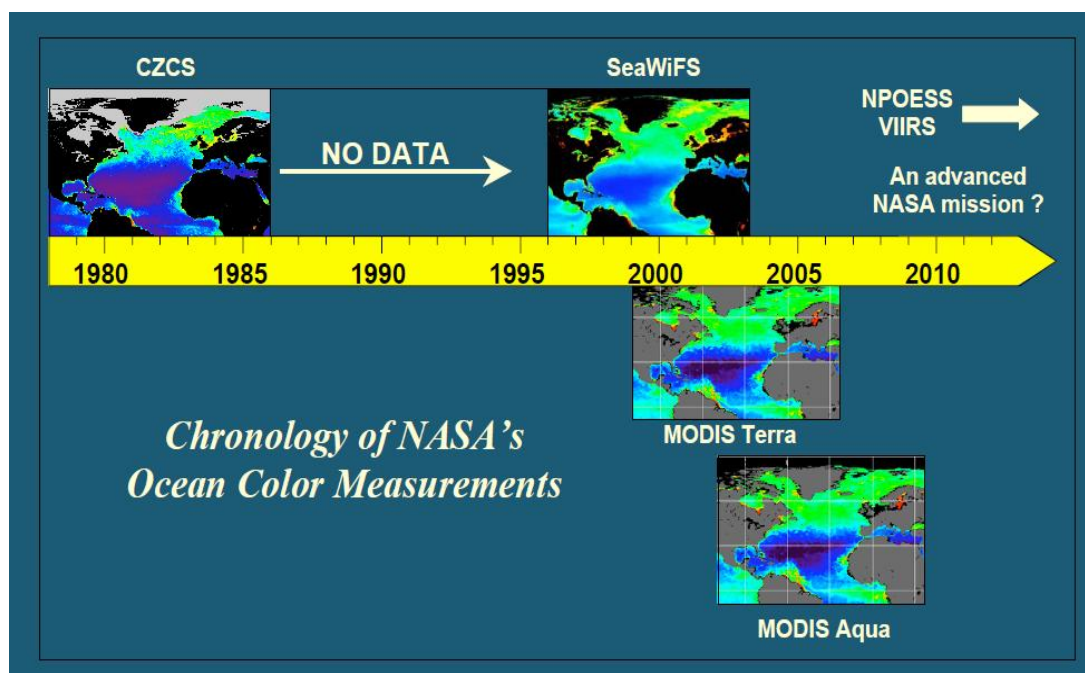 CZCS
SeaWiFS
NPOESS
VIIRS
NO DATA
An advanced
NASA mission ?
1980 1985 1990 1995 2000 2005 2010
MODIS Terra
Chronology of NASA’s
Ocean Color Measurements
MODIS Aqua